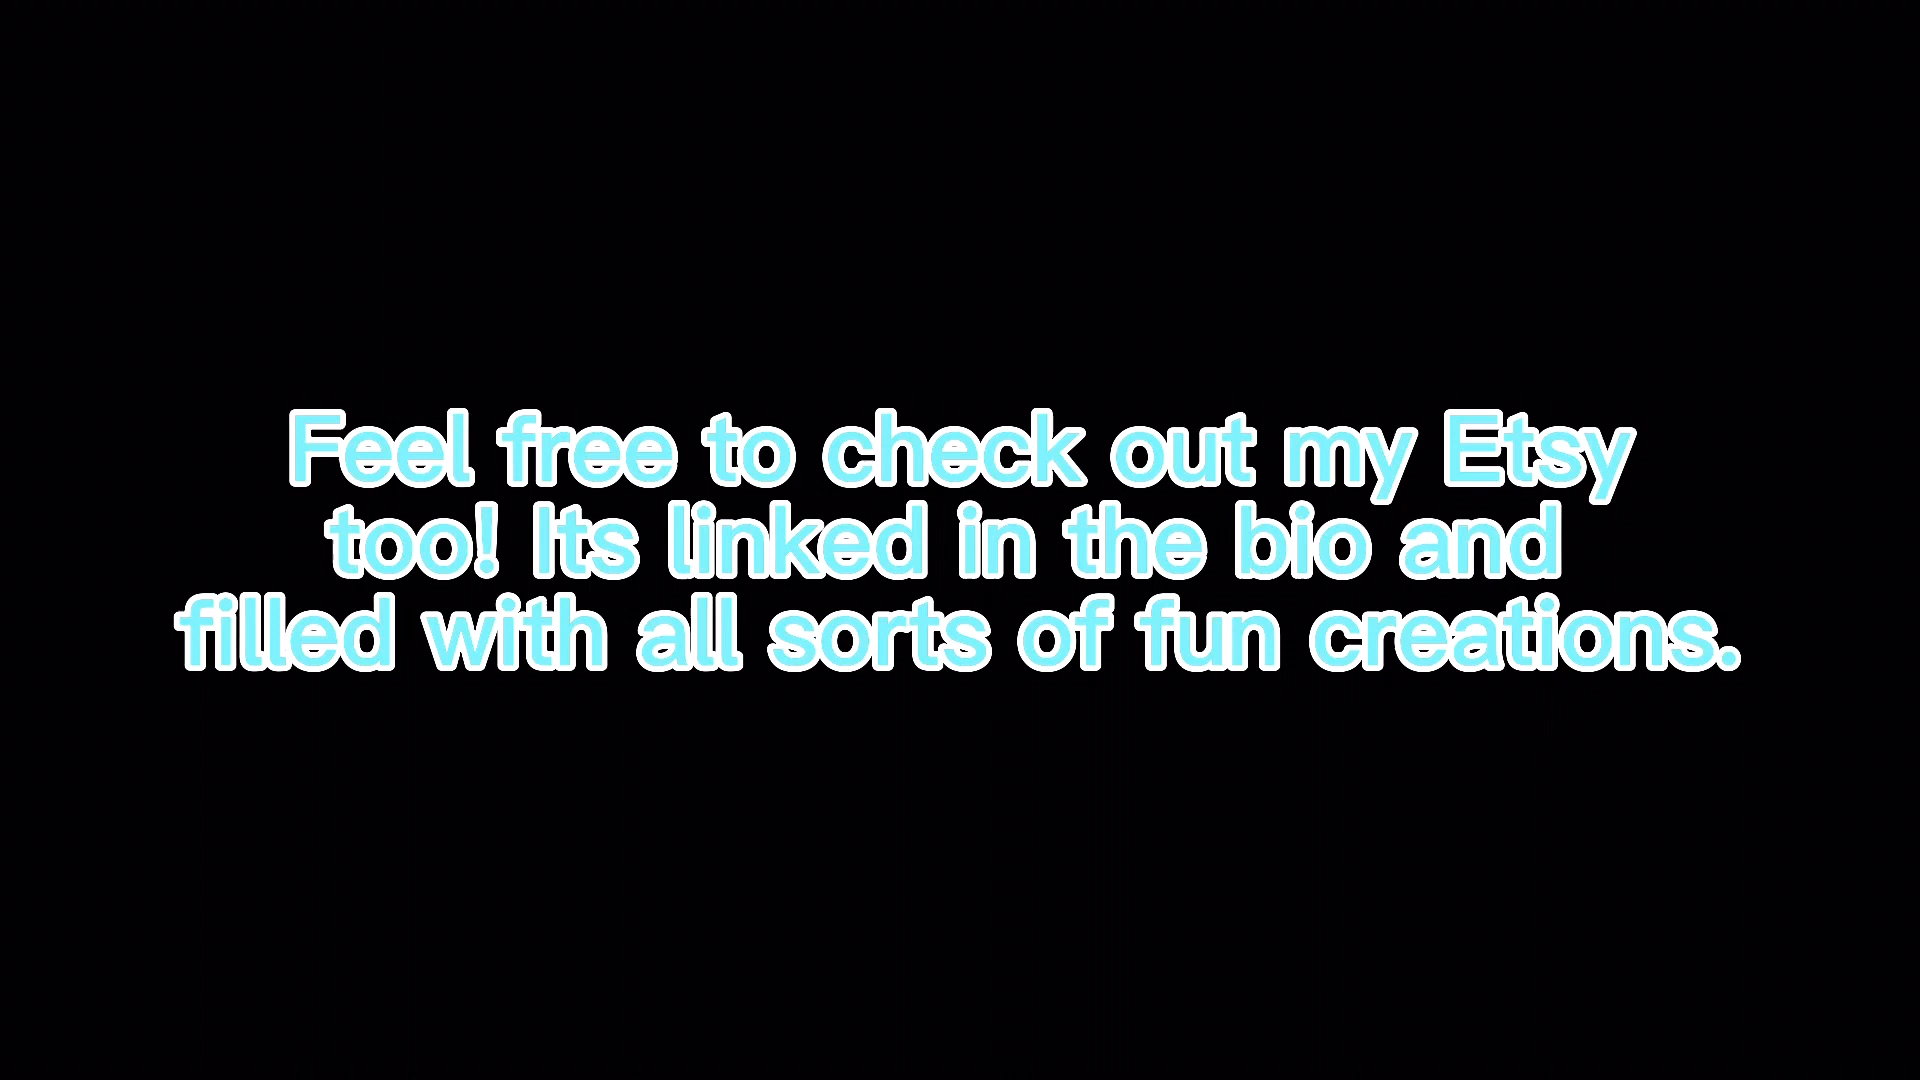 Feel free to check out my Etsy
too! Its linked in the bio and
filled with all sorts of fun creations.